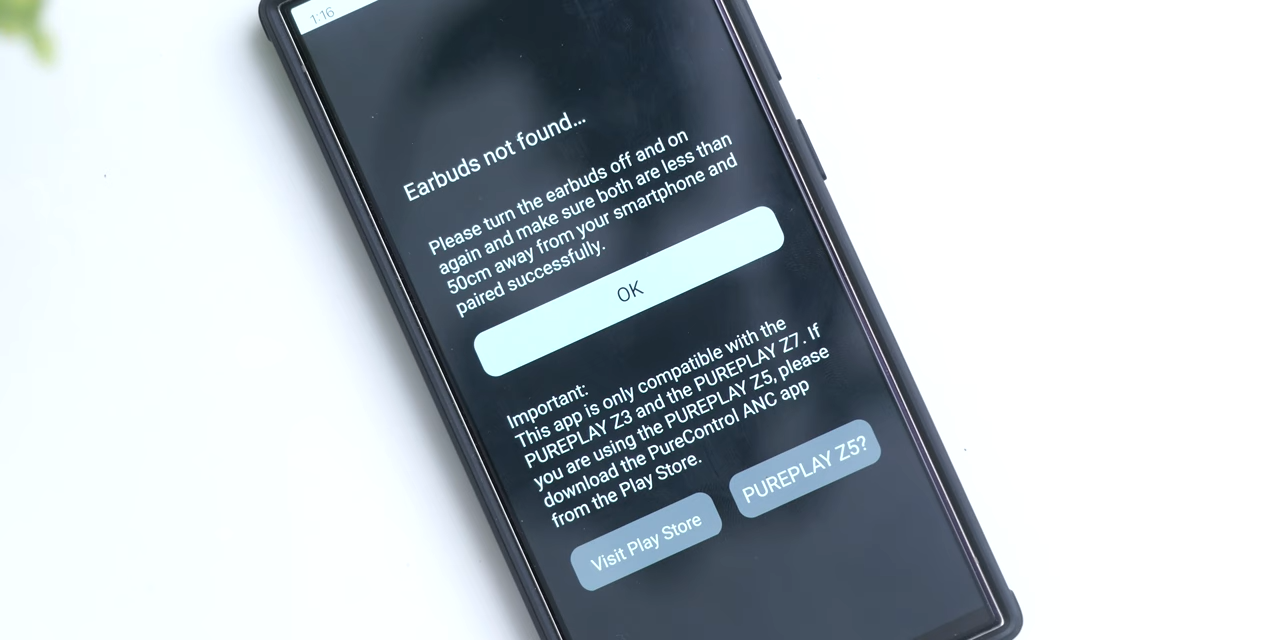 1:16
Earbuds not found...
Please turn the earbuds off and on
again and make sure both are less than
50cm away from your smartphone and
paired successfully.
OK
Important:
This app is only compatible with the
PUREPLAY Z3 and the PUREPLAY Z7. If
you are using the PUREPLAY Z5, please
download the PureControl ANC app
from the Play Store.
Visit Play Store
PUREPLAY Z5?